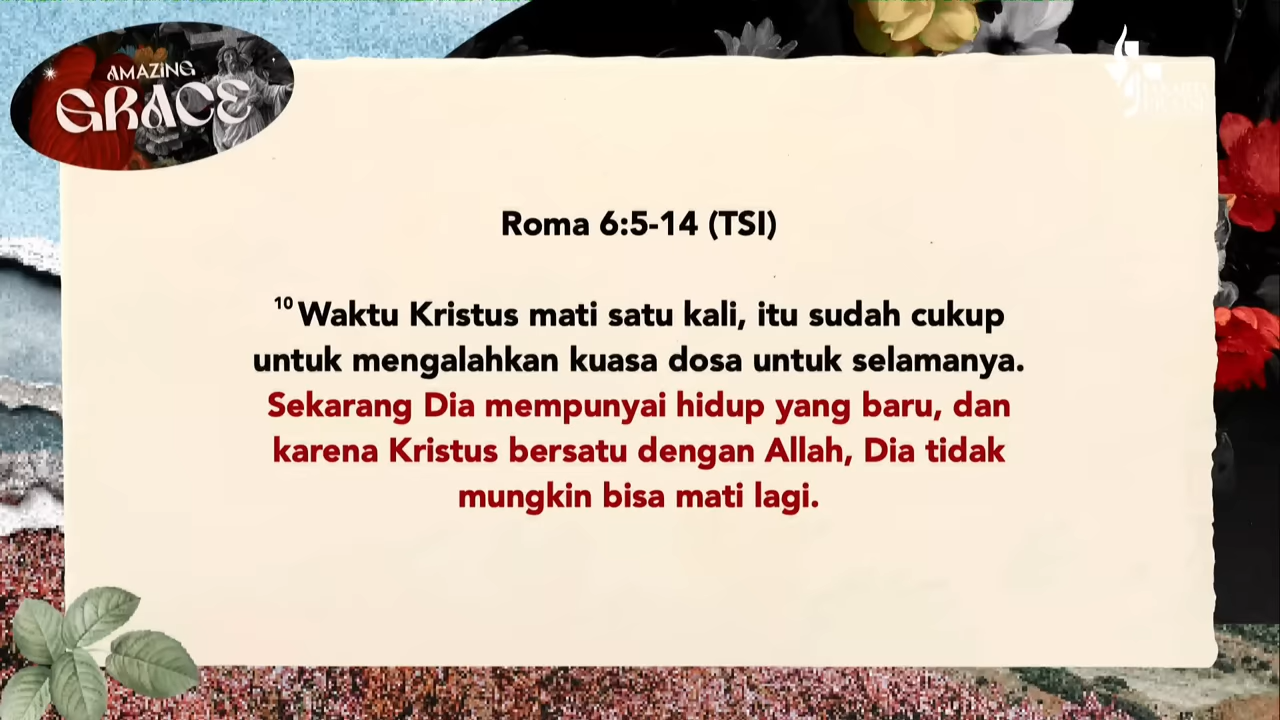 AMAZING
GRACE
Roma 6:5-14 (TSI)
10 Waktu Kristus mati satu kali, itu sudah cukup
untuk mengalahkan kuasa dosa untuk selamanya.
Sekarang Dia mempunyai hidup yang baru, dan
karena Kristus bersatu dengan Allah, Dia tidak
mungkin bisa mati lagi.